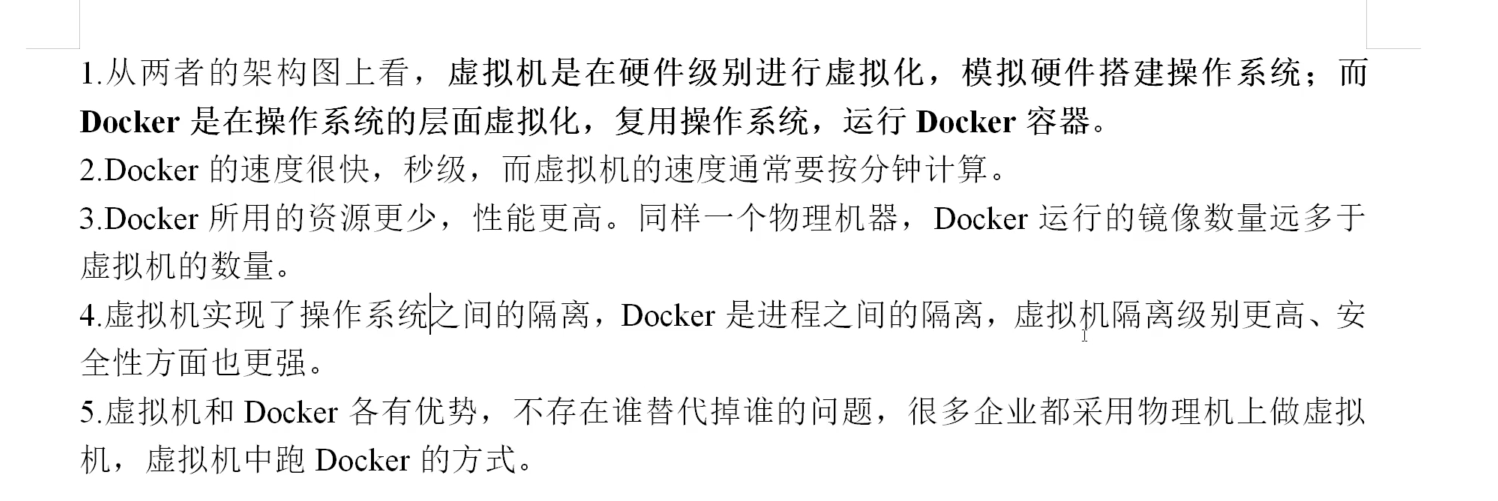 1.从两者的架构图上看，虚拟机是在硬件级别进行虚拟化，模拟硬件搭建操作系统；而
Docker 是在操作系统的层面虚拟化，复用操作系统，运行 Docker 容器。
2.Docker 的速度很快，秒级，而虚拟机的速度通常要按分钟计算。
3.Docker 所用的资源更少，性能更高。同样一个物理机器，Docker 运行的镜像数量远多于
虚拟机的数量。
4.虚拟机实现了操作系统之间的隔离，Docker 是进程之间的隔离，虚拟机隔离级别更高、安
全性方面也更强。
5.虚拟机和 Docker 各有优势，不存在谁替代掉谁的问题，很多企业都采用物理机上做虚拟
机，虚拟机中跑 Docker 的方式。